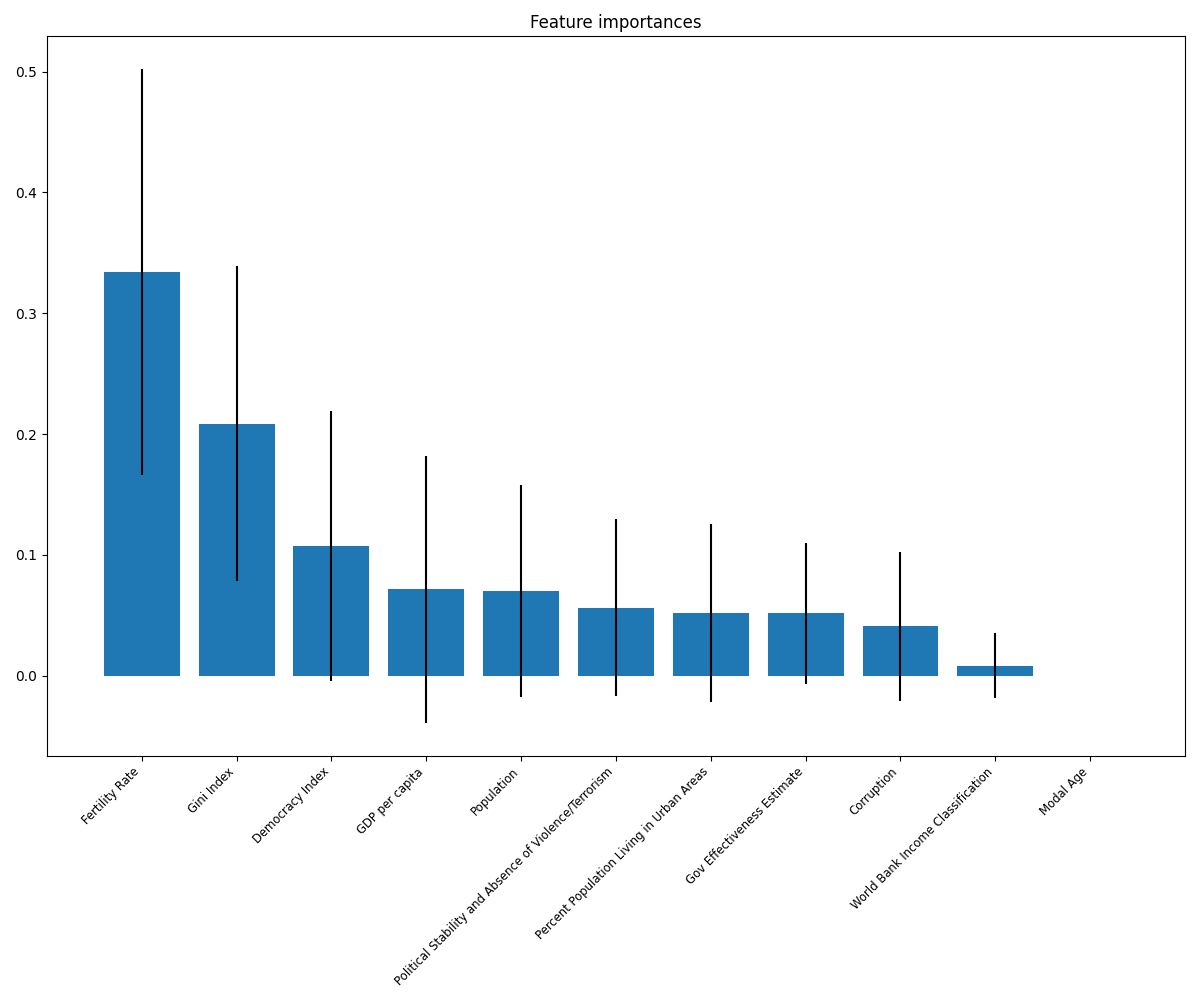 Feature importances
0.5
0.4
0.3
0.2
0.1
0.0
Fertility Rate
Gini Index
Democracy Index
GDP per capita
Population
Political Stability and Absence of Violence/Terrorism
Percent Population Living in Urban Areas
Gov Effectiveness Estimate
Corruption
World Bank Income Classification
Modal Age